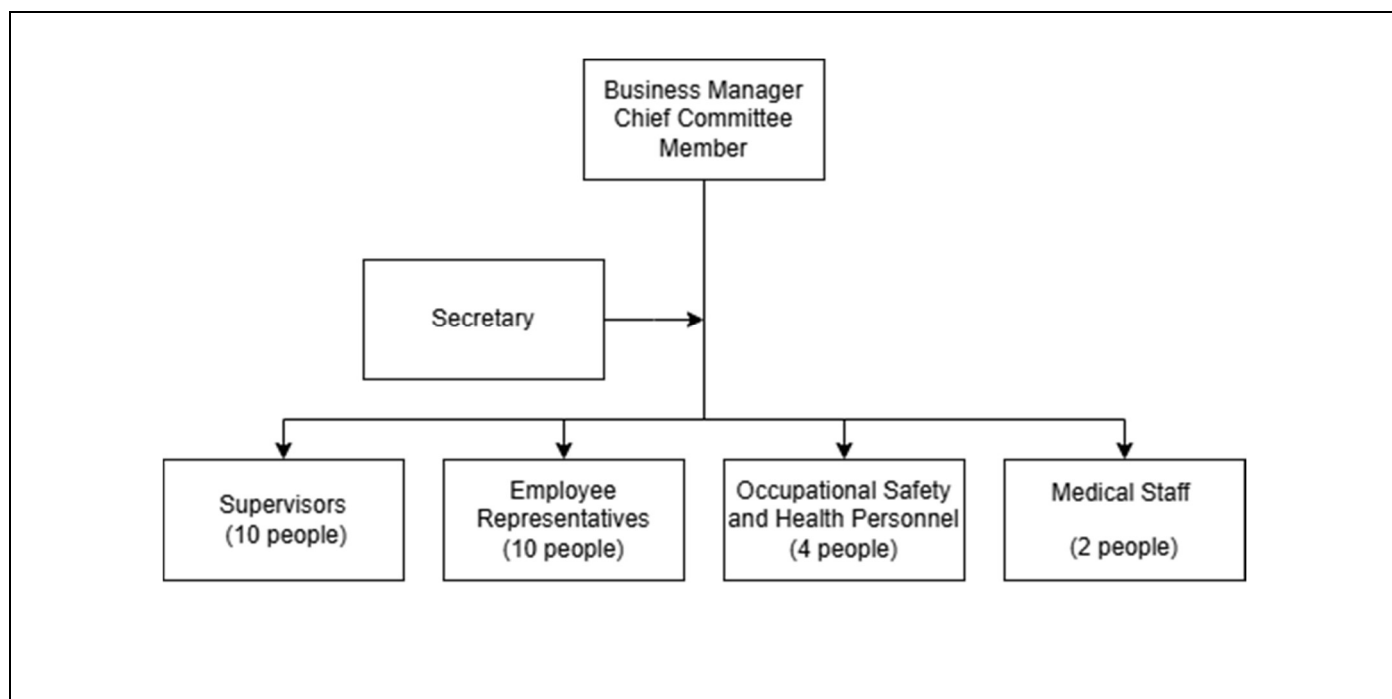 Business Manager
Chief Committee
Member
Secretary
Supervisors
(10 people)
Employee
Representatives
(10 people)
Occupational Safety
and Health Personnel
(4 people)
Medical Staff
(2 people)